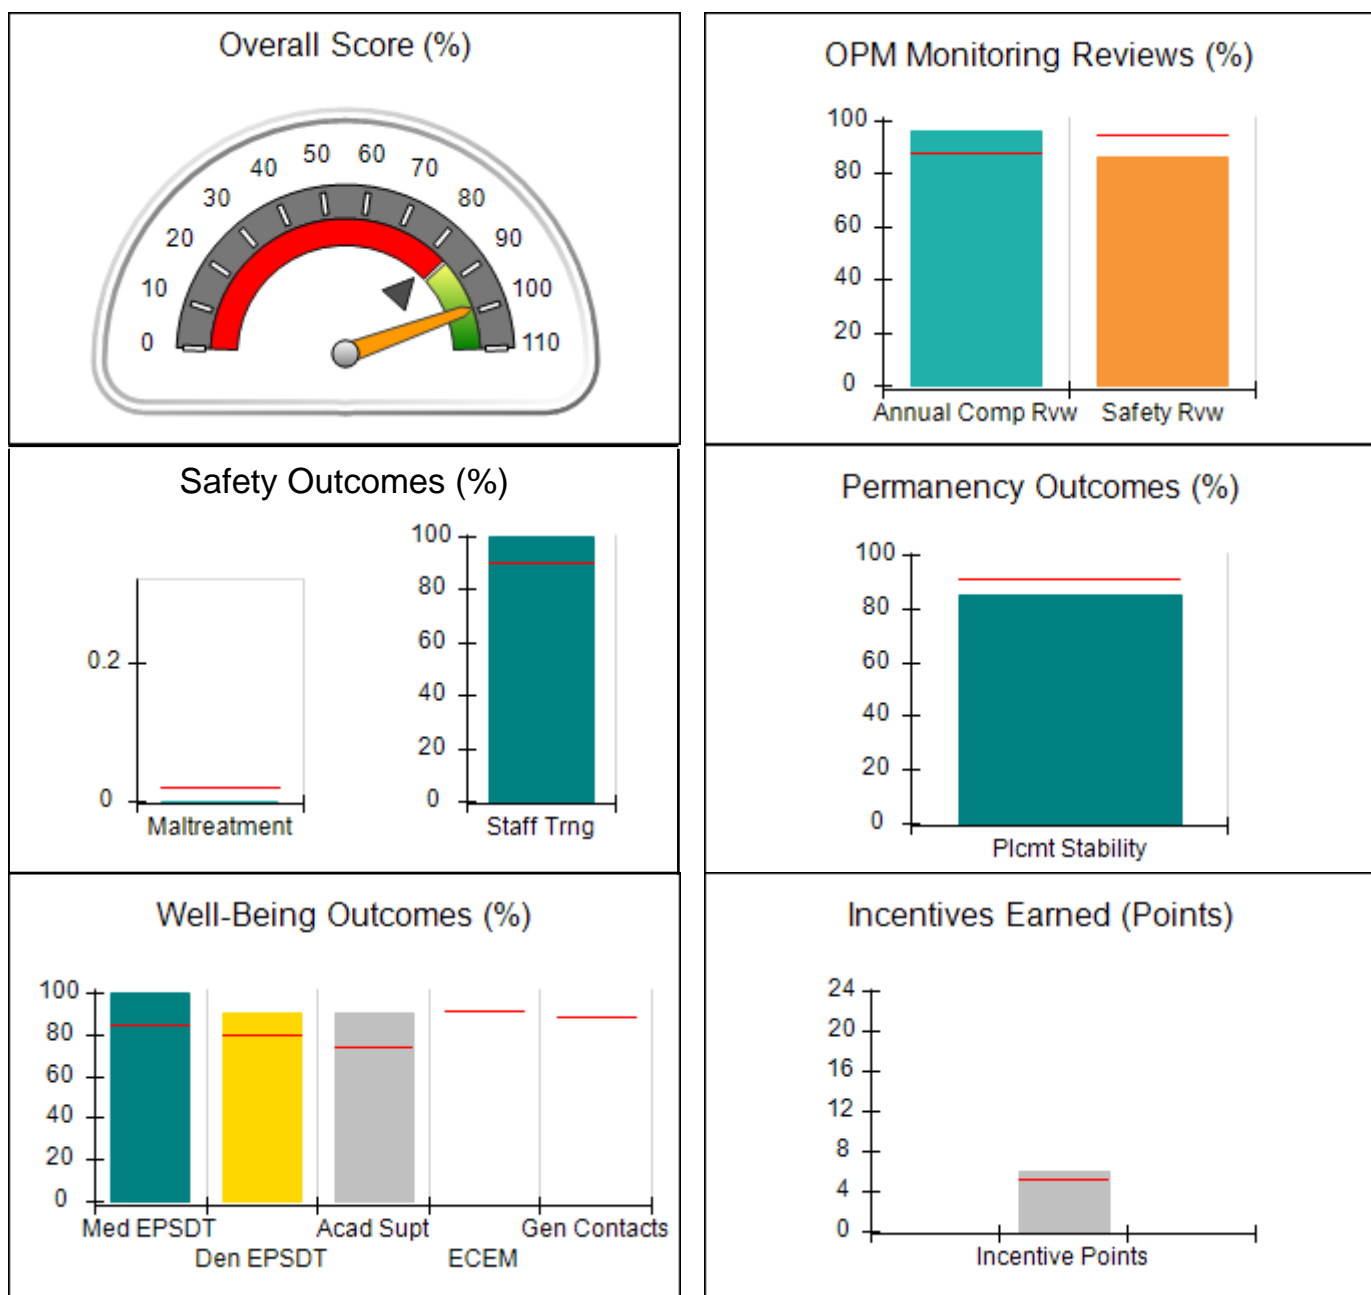 Overall Score (%)
0
10
20
30
40
50
60
70
80
90
100
110
OPM Monitoring Reviews (%)
100
80
60
40
20
0
Annual Comp Rvw
Safety Rvw
Safety Outcomes (%)
0.2
0
Maltreatment
100
80
60
40
20
0
Staff Trng
Permanency Outcomes (%)
100
80
60
40
20
0
Plcmt Stability
Well-Being Outcomes (%)
100
80
60
40
20
0
Med EPSDT
Den EPSDT
Acad Supt
ECEM
Gen Contacts
Incentives Earned (Points)
24
20
16
12
8
4
0
Incentive Points